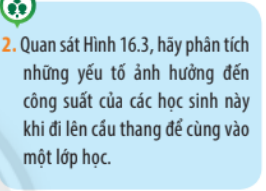 2. Quan sát Hình 16.3, hãy phân tích
những yếu tố ảnh hưởng đến
công suất của các học sinh này
khi đi lên cầu thang để cùng vào
một lớp học.